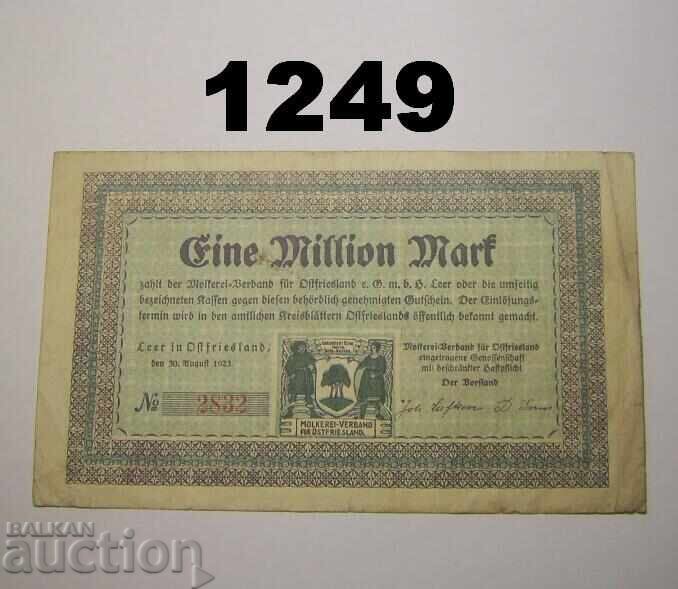 1249
Eine Million Mark
zahlt der Molkerei-Verband für Ostfriesland e. G. m. b. H. Leer oder die umseitig
bezeichneten Kassen gegen diesen behördlich genehmigten Gutschein. Der Einlösungs-
termin wird in den amtlichen Kreisblättern Ostfrieslands öffentlich bekannt gemacht.
Leer in Ostfriesland,
den 30. August 1923.
№ 2832
MOLKEREI-VERBAND
FÜR OSTFRIESLAND.
Molkerei-Verband für Ostfriesland
eingetragene Genossenschaft
mit beschränkter Haftpflicht
Der Vorstand
BALKAN
auction